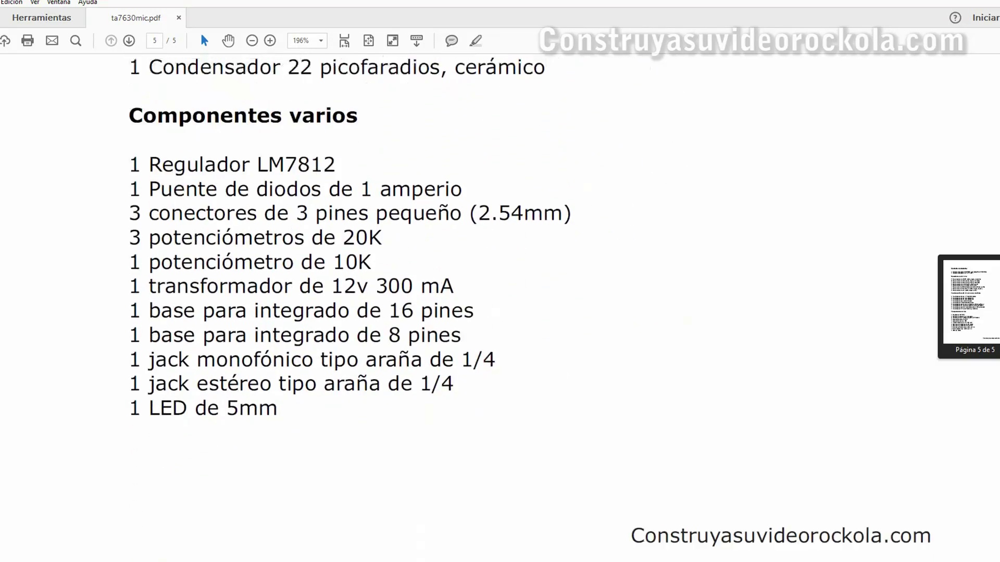 Edición Ver Ventana Ayuda
Herramientas ta7630mic.pdf Iniciar
5 / 5 196%
Construyasuvideorockola.com
1 Condensador 22 picofaradios, cerámico
Componentes varios
1 Regulador LM7812
1 Puente de diodos de 1 amperio
3 conectores de 3 pines pequeño (2.54mm)
3 potenciómetros de 20K
1 potenciómetro de 10K
1 transformador de 12v 300 mA
1 base para integrado de 16 pines
1 base para integrado de 8 pines
1 jack monofónico tipo araña de 1/4
1 jack estéreo tipo araña de 1/4
1 LED de 5mm
Página 5 de 5
Construyasuvideorockola.com